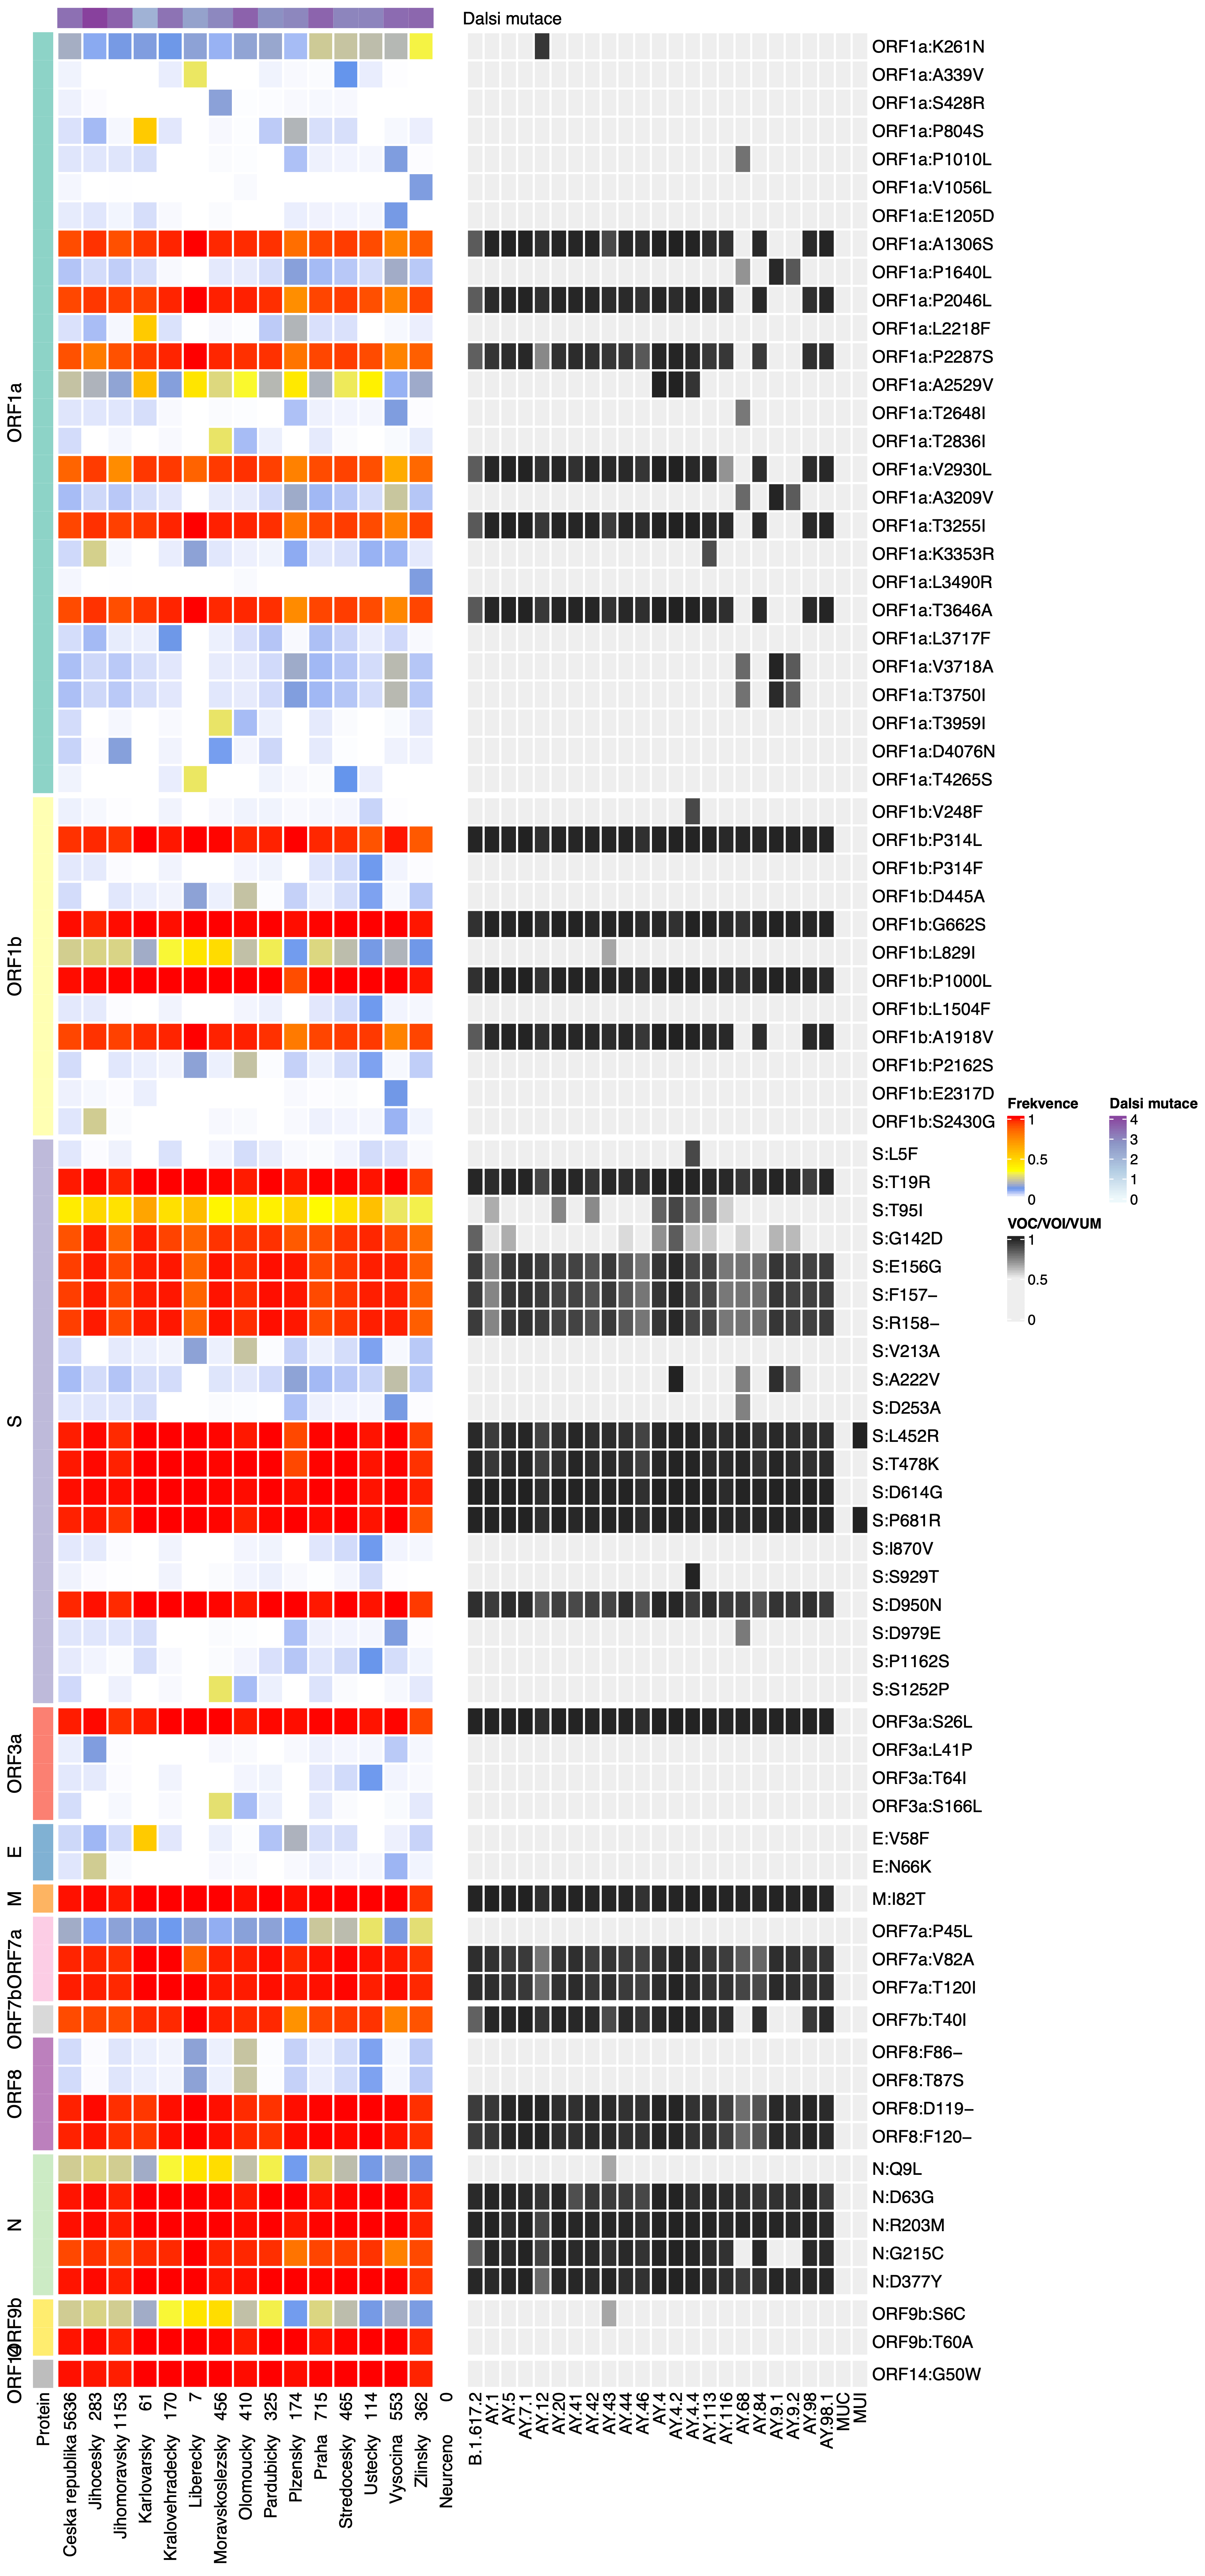 Dalsi mutace
ORF1a:K261N
ORF1a:A339V
ORF1a:S428R
ORF1a:P804S
ORF1a:P1010L
ORF1a:V1056L
ORF1a:E1205D
ORF1a:A1306S
ORF1a:P1640L
ORF1a:P2046L
ORF1a:L2218F
ORF1a:P2287S
ORF1a:A2529V
ORF1a:T2648I
ORF1a:T2836I
ORF1a:V2930L
ORF1a:A3209V
ORF1a:T3255I
ORF1a:K3353R
ORF1a:L3490R
ORF1a:T3646A
ORF1a:L3717F
ORF1a:V3718A
ORF1a:T3750I
ORF1a:T3959I
ORF1a:D4076N
ORF1a:T4265S
ORF1b:V248F
ORF1b:P314L
ORF1b:P314F
ORF1b:D445A
ORF1b:G662S
ORF1b:L829I
ORF1b:P1000L
ORF1b:L1504F
ORF1b:A1918V
ORF1b:P2162S
ORF1b:E2317D
ORF1b:S2430G
S:L5F
S:T19R
S:T95I
S:G142D
S:E156G
S:F157−
S:R158−
S:V213A
S:A222V
S:D253A
S:L452R
S:T478K
S:D614G
S:P681R
S:I870V
S:S929T
S:D950N
S:D979E
S:P1162S
S:S1252P
ORF3a:S26L
ORF3a:L41P
ORF3a:T64I
ORF3a:S166L
E:V58F
E:N66K
M:I82T
ORF7a:P45L
ORF7a:V82A
ORF7a:T120I
ORF7b:T40I
ORF8:F86−
ORF8:T87S
ORF8:D119−
ORF8:F120−
N:Q9L
N:D63G
N:R203M
N:G215C
N:D377Y
ORF9b:S6C
ORF9b:T60A
ORF14:G50W
ORF1a
ORF1b
S
ORF3a
E
M
ORF7a
ORF7b
ORF8
N
ORF9b
ORF14
Frekvence
1
0.5
0
Dalsi mutace
4
3
2
1
0
VOC/VOI/VUM
1
0.5
0
Protein
Ceska republika 5636
Jihocesky 283
Jihomoravsky 1153
Karlovarsky 61
Kralovehradecky 170
Liberecky 7
Moravskoslezsky 456
Olomoucky 410
Pardubicky 325
Plzensky 174
Praha 715
Stredocesky 465
Ustecky 114
Vysocina 553
Zlinsky 362
Neurceno 0
B.1.617.2
AY.1
AY.5
AY.7.1
AY.12
AY.20
AY.41
AY.42
AY.43
AY.44
AY.46
AY.4
AY.4.2
AY.4.4
AY.113
AY.116
AY.68
AY.84
AY.9.1
AY.9.2
AY.98
AY.98.1
MUC
MUI